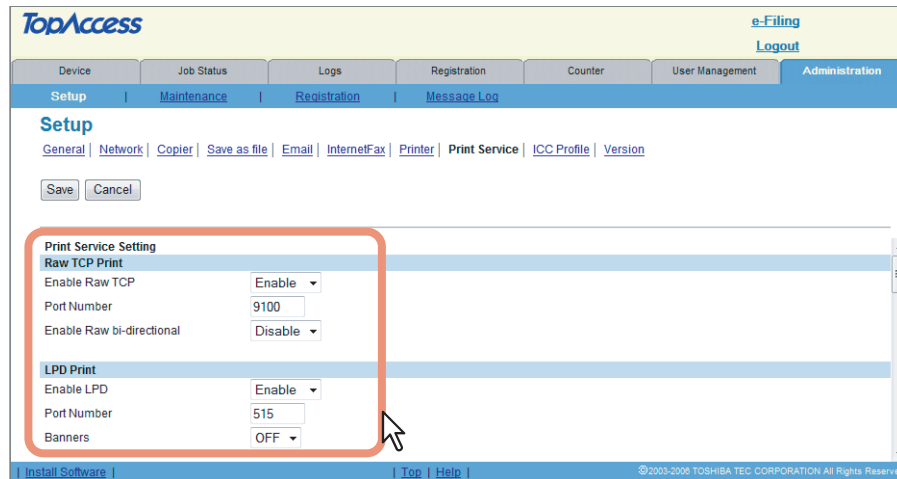 TopAccess
e-Filing
Logout
Device Job Status Logs Registration Counter User Management Administration
Setup | Maintenance | Registration | Message Log
Setup
General | Network | Copier | Save as file | Email | InternetFax | Printer | Print Service | ICC Profile | Version
Save Cancel
Print Service Setting
Raw TCP Print
Enable Raw TCP Enable
Port Number 9100
Enable Raw bi-directional Disable
LPD Print
Enable LPD Enable
Port Number 515
Banners OFF
| Install Software | | Top | Help | ©2003-2006 TOSHIBA TEC CORPORATION All Rights Reserve